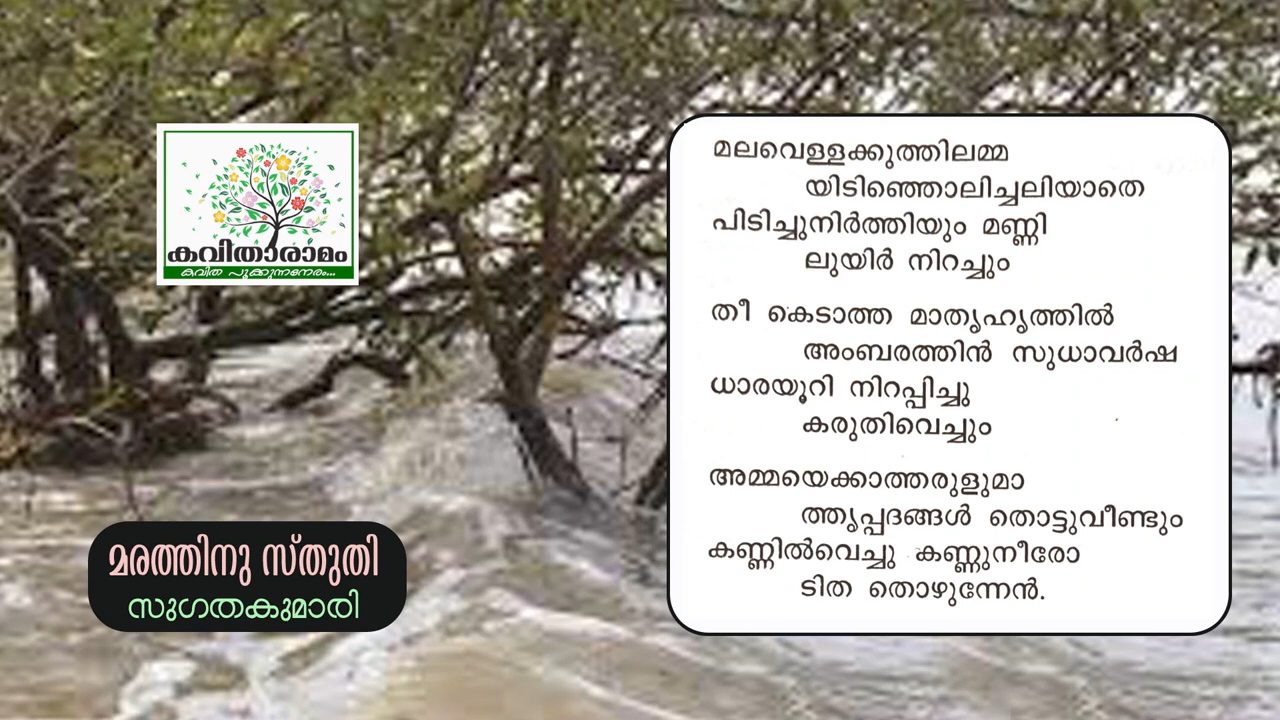 കവിതാരാമം
കവിത പൂക്കുന്നനേരം...
മരത്തിനു സ്തുതി
സുഗതകുമാരി
മലവെള്ളക്കുത്തിലമ്മ
യിടിഞ്ഞൊലിച്ചലിയാതെ
പിടിച്ചുനിർത്തിയും മണ്ണി
ലുയിർ നിറച്ചും
തീ കെടാത്ത മാതൃഹൃത്തിൽ
അംബരത്തിൻ സുധാവർഷ
ധാരയൂറി നിറപ്പിച്ചു
കരുതിവെച്ചും
അമ്മയെക്കാത്തരുളുമാ
ത്തൃപ്പദങ്ങൾ തൊട്ടുവീണ്ടും
കണ്ണിൽവെച്ചു കണ്ണുനീരോ
ടിത തൊഴുന്നേൻ.